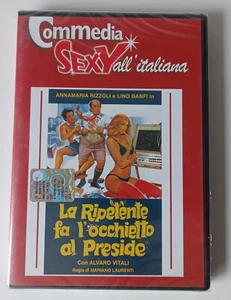 Commedia
SEXY all'italiana
ANNAMARIA RIZZOLI e LINO BANFI in
La Ripetente
fa l'occhietto
al Preside
Con ALVARO VITALI
Regia di MARIANO LAURENTI